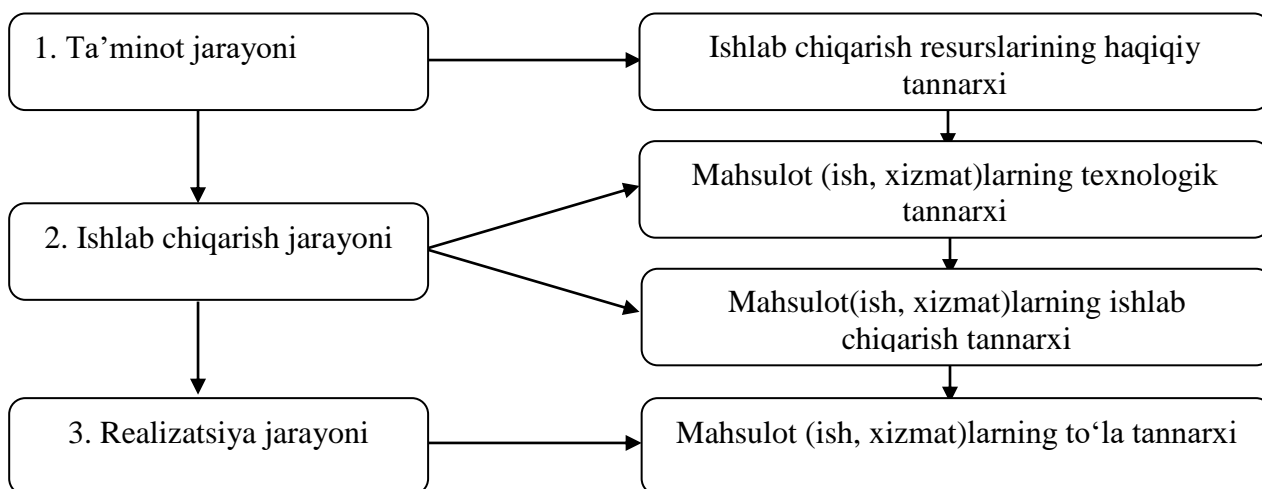 1. Ta’minot jarayoni
Ishlab chiqarish resurslarining haqiqiy
tannarxi
Mahsulot (ish, xizmat)larning texnologik
tannarxi
2. Ishlab chiqarish jarayoni
Mahsulot(ish, xizmat)larning ishlab
chiqarish tannarxi
3. Realizatsiya jarayoni
Mahsulot (ish, xizmat)larning to‘la tannarxi